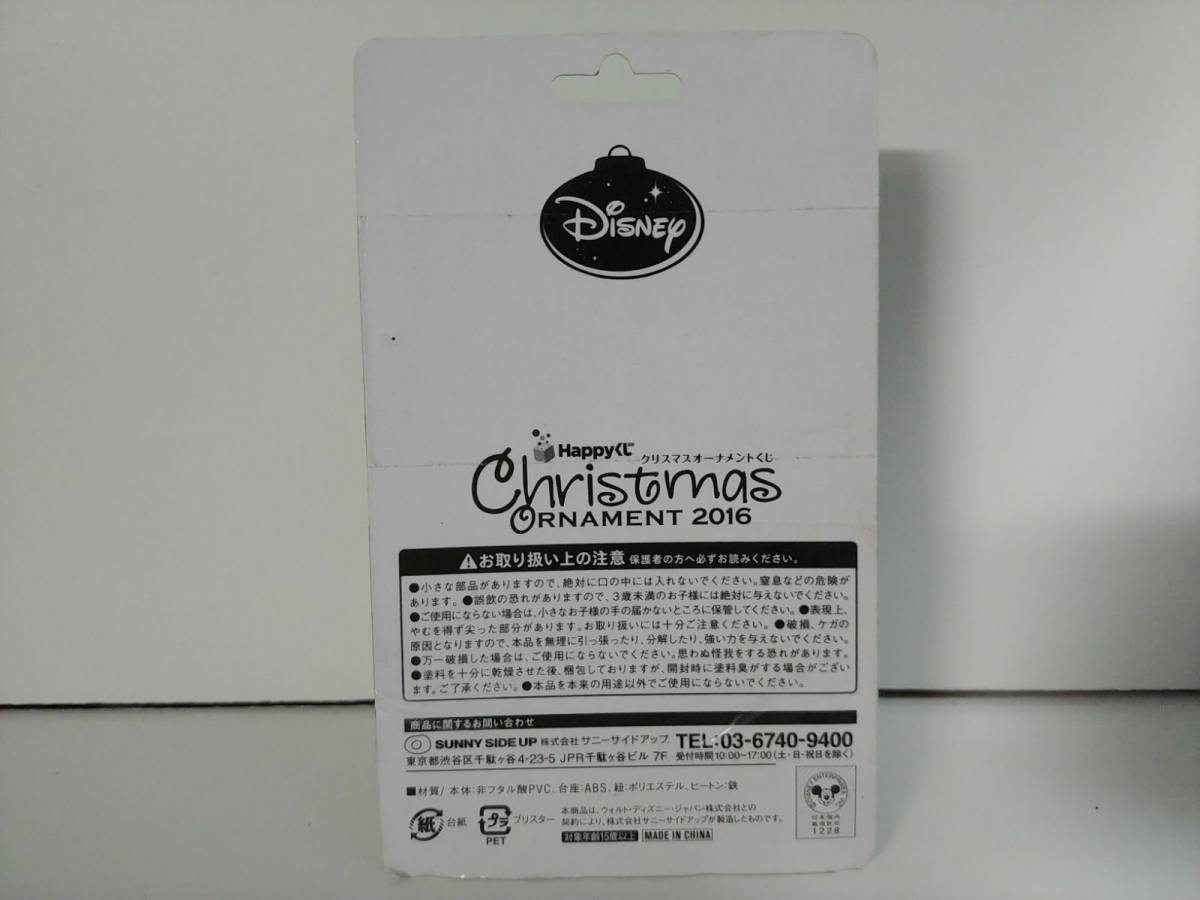 Disney
Happyくじ
クリスマスオーナメントくじ
Christmas
ORNAMENT 2016
お取り扱い上の注意 保護者の方へ必ずお読みください。
●小さな部品がありますので、絶対に口の中には入れないでください。窒息などの危険が
あります。●誤飲の恐れがありますので、3歳未満のお子様には絶対に与えないでください。
●ご使用にならない場合は、小さなお子様の手の届かないところに保管してください。●表現上、
やむを得ず尖った部分があります。お取り扱いには十分ご注意ください。●破損、ケガの
原因となりますので、本品を無理に引っ張ったり、分解したり、強い力を与えないでください。
●万一破損した場合は、ご使用にならないでください。思わぬ怪我をする恐れがあります。
●塗料を十分に乾燥させた後、梱包しておりますが、開封時に塗料臭がする場合がござい
ます。ご了承ください。●本品を本来の用途以外でご使用にならないでください。
商品に関するお問い合わせ
SUNNY SIDE UP 株式会社 サニーサイドアップ TEL:03-6740-9400
東京都渋谷区千駄ヶ谷4-23-5 JPR千駄ヶ谷ビル 7F 受付時間10:00~17:00(土・日・祝日を除く)
■材質/本体:非フタル酸PVC、台座:ABS、紐:ポリエステル、ヒートン:鉄
紙 台紙 プラ ブリスター
PET
本商品は、ウォルト・ディズニー・ジャパン株式会社との
契約により、株式会社サニーサイドアップが製造したものです。
対象年齢15歳以上 MADE IN CHINA
1228